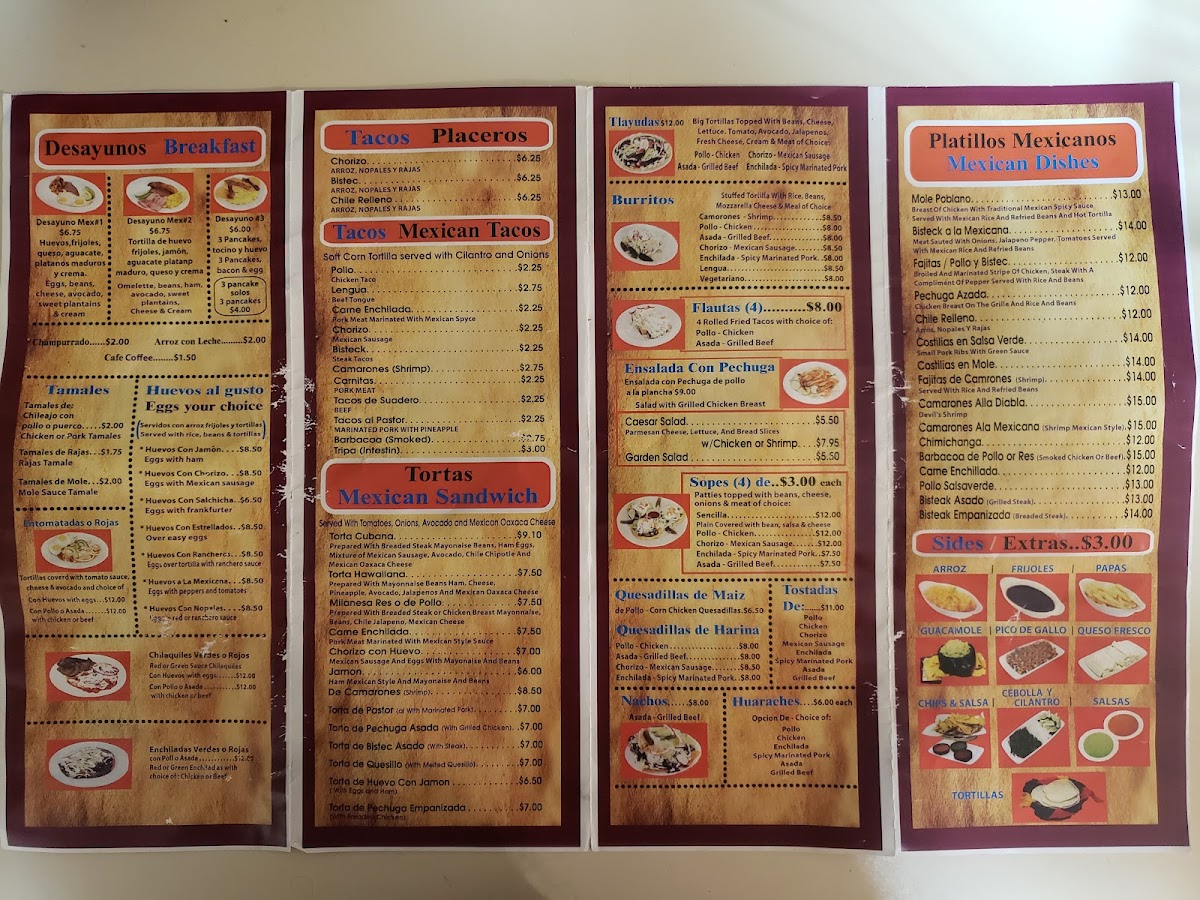 Desayunos Breakfast
Desayuno Mex#1
$6.75
Huevos,frijoles,
queso, aguacate,
platanos maduros
y crema.
Eggs, beans,
cheese, avocado,
sweet plantains
& cream
Desayuno Mex#2
$6.75
Tortilla de huevo
frijoles, jamón,
aguacate platanp
maduro, queso y crema
Omelette, beans, ham,
avocado, sweet
plantains,
Cheese & Cream
Desayuno #3
$6.00
3 Pancakes,
tocino y huevo
3 Pancakes,
bacon & egg
3 pancake
solos
3 pancakes
$4.00
Champurrado......$2.00 Arroz con Leche........$2.00
Cafe Coffee........$1.50
Tamales
Tamales de:
Chileajo con
pollo o puerco.....$2.00
Chicken or Pork Tamales
Tamales de Rajas...$1.75
Rajas Tamale
Tamales de Mole...$2.00
Mole Sauce Tamale
Entomatadas o Rojas
Tortillas coverd with tomato sauce,
cheese & avocado and choice of
Con Huevos with eggs.....$12.00
Con Pollo o Asada.......$12.00
with chicken or beef
Huevos al gusto
Eggs your choice
(Servidos con arroz frijoles y tortillas
Served with rice, beans & tortillas)
* Huevos Con Jamón....$8.50
Eggs with ham
* Huevos Con Chorizo...$8.50
Eggs with Mexican sausage
* Huevos Con Salchicha..$6.50
Eggs with frankfurter
* Huevos Con Estrellados..$8.50
Over easy eggs
* Huevos Con Rancheros...$8.50
Eggs over tortilla with ranchero sauce
* Huevos a La Mexicana...$8.50
Eggs with peppers and tomatoes
* Huevos Con Nopales....$8.50
red or ranchero sauce
Chilaquiles Verdes o Rojos
Red or Green Sauce Chilequiles
Con Huevos with eggs......$12.00
Con Pollo o Asada.........$12.00
with chicken or beef
Enchiladas Verdes o Rojas
con Poll o Asada
Red or Green Enchiladas with
choice of: Chicken or Beef
Tacos Placeros
Chorizo.....$6.25
ARROZ, NOPALES Y RAJAS
Bistec.....$6.25
ARROZ, NOPALES Y RAJAS
Chile Relleno.....$6.25
ARROZ, NOPALES Y RAJAS
Tacos Mexican Tacos
Soft Corn Tortilla served with Cilantro and Onions
Pollo.....$2.25
Chicken Taco
Lengua.....$2.75
Beef Tongue
Carne Enchilada.....$2.25
Pork Meat Marinated With Mexican Spyce
Chorizo.....$2.25
Mexican Sausage
Bisteck.....$2.25
Steak Tacos
Camarones (Shrimp).....$2.75
Carnitas.....$2.25
PORK MEAT
Tacos de Suadero.....$2.25
BEEF
Tacos al Pastor.....$2.25
MARINATED PORK WITH PINEAPPLE
Barbacoa (Smoked).....$2.75
Tripa (Intestin).....$3.00
Tortas
Mexican Sandwich
Served With Tomatoes, Onions, Avocado and Mexican Oaxaca Cheese
Torta Cubana.....$9.10
Prepared With Breaded Steak Mayonaise Beans, Ham Eggs,
Mixture of Mexican Sausage, Avocado, Chile Chipotle And
Mexican Oaxaca Cheese
Torta Hawaiiana.....$7.50
Prepared With Mayonnaise Beans Ham, Cheese,
Pineapple, Avocado, Jalapenos And Mexican Oaxaca Cheese
Milanesa Res o de Pollo.....$7.50
Prepared With Breaded Steak or Chicken Breast Mayonnaise,
Beans, Chile Jalapeno, Mexican Cheese
Carne Enchilada.....$7.50
Pork Meat Marinated With Mexican Style Sauce
Chorizo con Huevo.....$7.00
Mexican Sausage And Eggs With Mayonaise And Beans
Jamon.....$6.00
Ham Mexican Style And Mayonaise And Beans
De Camarones (Shrimp).....$8.50
Torta de Pastor (or With Marinated Pork).....$7.00
Torta de Pechuga Asada (With Grilled Chicken)..$7.00
Torta de Bistec Asado (With Steak).....$7.00
Torta de Quesillo (With Melted Quesillo).....$7.00
Torta de Huevo Con Jamon.....$6.50
( With Eggs and Ham)
Torta de Pechuga Empanizada.....$7.00
(With Breaded Chicken)
Tlayudas $12.00
Big Tortillas Topped With Beans, Cheese,
Lettuce. Tomato, Avocado, Jalapenos,
Fresh Cheese, Cream & Meat of Choice:
Pollo - Chicken Chorizo - Mexican Sausage
Asada - Grilled Beef Enchilada - Spicy Marinated Pork
Burritos
Stuffed Tortilla With Rice, Beans,
Mozzarella Cheese & Meal of Choice
Camorones - Shrimp.....$8.50
Pollo - Chicken.....$8.00
Asada - Grilled Beef.....$8.00
Chorizo - Mexican Sausage.....$8.50
Enchilada - Spicy Marinated Pork..$8.00
Lengua.....$8.50
Vegetariano.....$8.00
Flautas (4)..........$8.00
4 Rolled Fried Tacos with choice of:
Pollo - Chicken
Asada - Grilled Beef
Ensalada Con Pechuga
Ensalada con Pechuga de pollo
a la plancha $9.00
Salad with Grilled Chicken Breast
Caesar Salad.....$5.50
Parmesan Cheese, Lettuce, And Bread Slices
w/Chicken or Shrimp....$7.95
Garden Salad.....$5.50
Sopes (4) de..$3.00 each
Patties topped with beans, cheese,
onions & meat of choice:
Sencilla.....$12.00
Plain Covered with bean, salsa & cheese
Pollo - Chicken.....$12.00
Chorizo - Mexican Sausage.....$12.00
Enchilada - Spicy Marinated Pork..$7.50
Asada - Grilled Beef.....$7.50
Quesadillas de Maiz
de Pollo - Corn Chicken Quesadillas.$6.50
Quesadillas de Harina
Pollo - Chicken.....$8.00
Asada - Grilled Beef.....$8.00
Chorizo - Mexican Sausage.....$8.50
Enchilada - Spicy Marinated Pork..$8.00
Tostadas
De:......$11.00
Pollo
Chicken
Chorizo
Mexican Sausage
Enchilada
Spicy Marinated Pork
Asada
Grilled Beef
Nachos.....$8.00
Asada - Grilled Beef
Huaraches....$6.00 each
Opcion De - Choice of:
Pollo
Chicken
Enchilada
Spicy Marinated Pork
Asada
Grilled Beef
Platillos Mexicanos
Mexican Dishes
Mole Poblano.....$13.00
Breast Of Chicken With Traditional Mexican Spicy Sauce
Served With Mexican Rice And Refried Beans And Hot Tortilla
Bisteck a la Mexicana.....$14.00
Meat Sauted With Onions, Jalapeno Pepper, Tomatoes Served
With Mexican Rice and Refried Beans
Fajitas / Pollo y Bistec.....$12.00
Broiled And Marinated Stripe Of Chicken, Steak With A
Compliment Of Pepper Served With Rice And Beans
Pechuga Azada.....$12.00
Chicken Breast On The Grille And Rice And Beans
Chile Relleno.....$12.00
Arros, Nopales Y Rajas
Costillas en Salsa Verde.....$14.00
Small Pork Ribs With Green Sauce
Costillas en Mole.....$14.00
Fajitas de Camrones (Shrimp).....$14.00
Served With Rice And Refried Beans
Camarones Alla Diabla.....$15.00
Devil's Shrimp
Camarones Ala Mexicana (Shrimp Mexican Style).$15.00
Chimichanga.....$12.00
Barbacoa de Pollo or Res (Smoked Chicken Or Beef).$15.00
Carne Enchillada.....$12.00
Pollo Salsaverde.....$13.00
Bisteak Asado (Grilled Steak).....$13.00
Bisteak Empanizada (Breaded Steak).....$14.00
Sides / Extras..$3.00
ARROZ | FRIJOLES | PAPAS
GUACAMOLE | PICO DE GALLO | QUESO FRESCO
CHIPS & SALSA | CEBOLLA Y CILANTRO | SALSAS
TORTILLAS